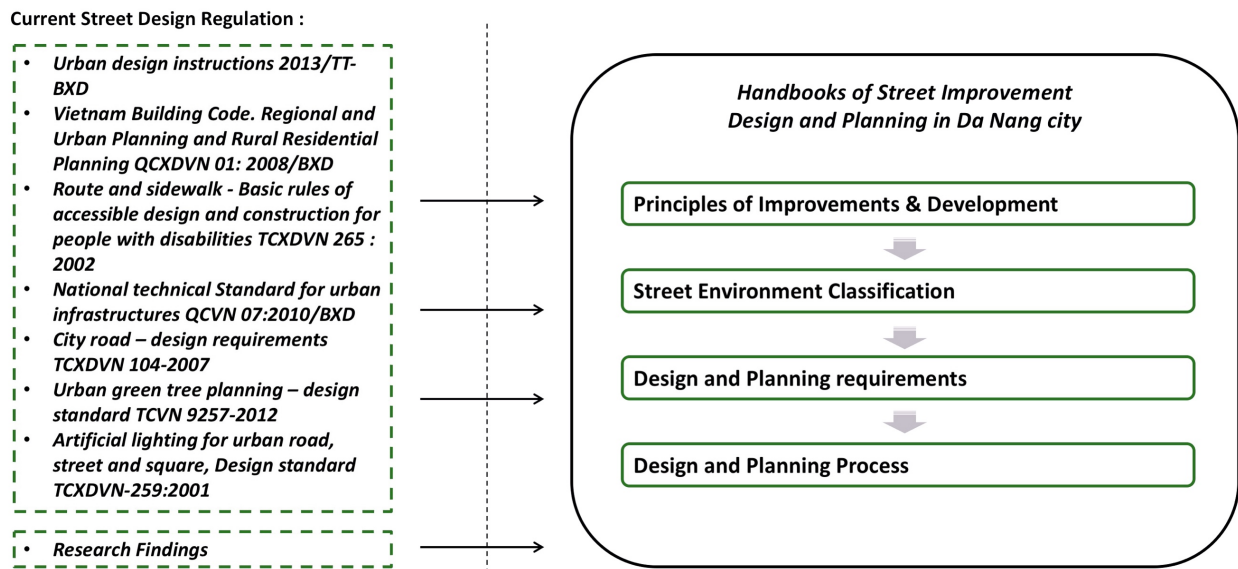 Current Street Design Regulation :
• Urban design instructions 2013/TT-
BXD
• Vietnam Building Code. Regional and
Urban Planning and Rural Residential
Planning QCXDVN 01: 2008/BXD
• Route and sidewalk - Basic rules of
accessible design and construction for
people with disabilities TCXDVN 265 :
2002
• National technical Standard for urban
infrastructures QCVN 07:2010/BXD
• City road – design requirements
TCXDVN 104-2007
• Urban green tree planning – design
standard TCVN 9257-2012
• Artificial lighting for urban road,
street and square, Design standard
TCXDVN-259:2001
• Research Findings
Handbooks of Street Improvement
Design and Planning in Da Nang city
Principles of Improvements & Development
Street Environment Classification
Design and Planning requirements
Design and Planning Process